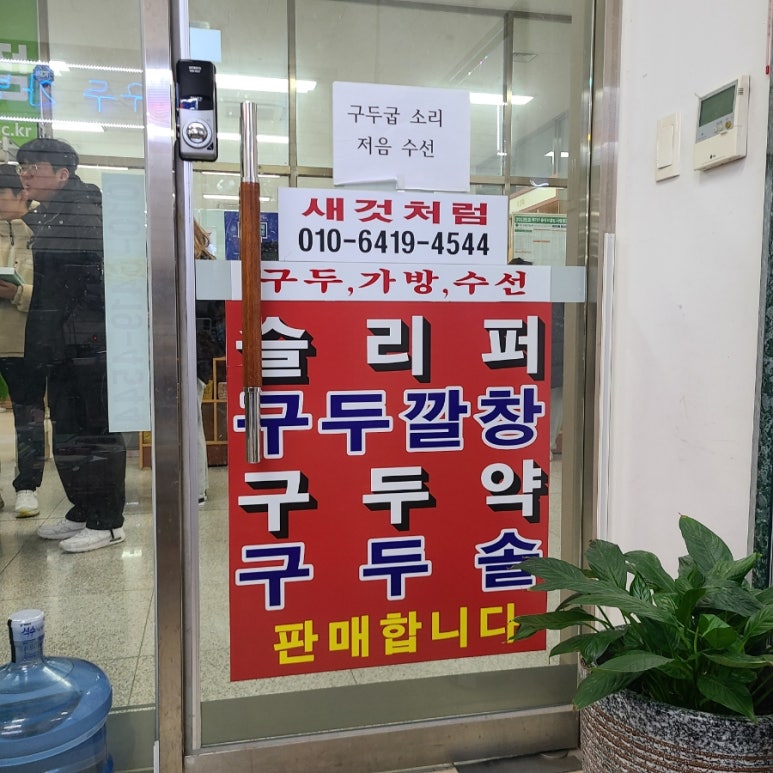 구두굽 소리
저음 수선
새것처럼
010-6419-4544
구두,가방,수선
슬리퍼
구두깔창
구두약
구두솔
판매합니다